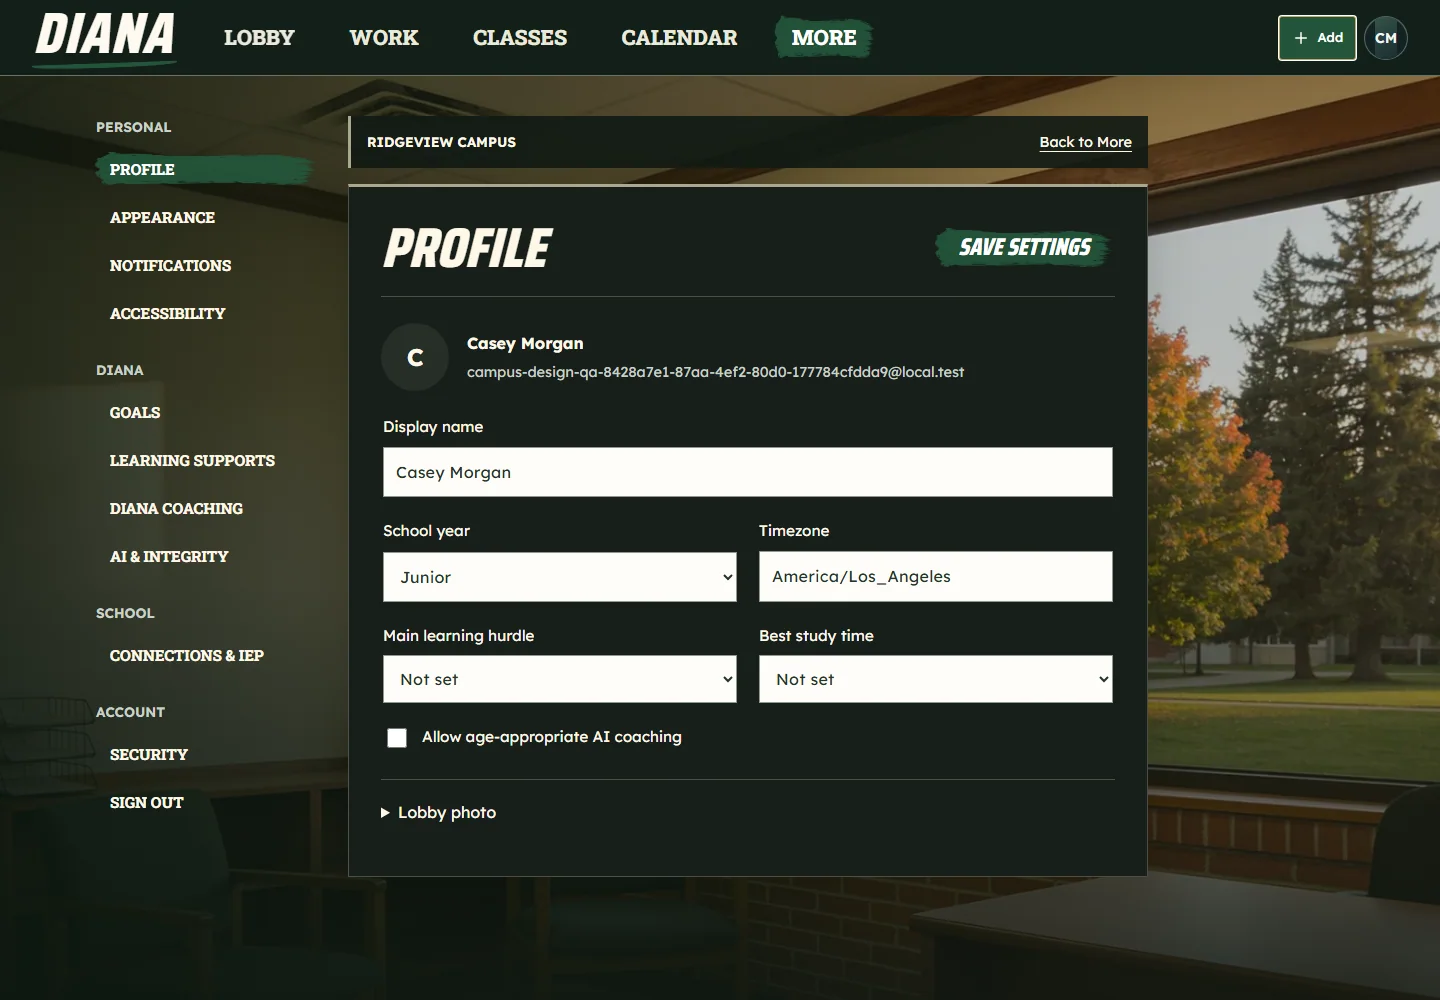 DIANA
LOBBY WORK CLASSES CALENDAR MORE
+ Add
CM
PERSONAL
PROFILE
APPEARANCE
NOTIFICATIONS
ACCESSIBILITY
DIANA
GOALS
LEARNING SUPPORTS
DIANA COACHING
AI & INTEGRITY
SCHOOL
CONNECTIONS & IEP
ACCOUNT
SECURITY
SIGN OUT
RIDGEVIEW CAMPUS
Back to More
PROFILE
SAVE SETTINGS
C
Casey Morgan
campus-design-qa-8428a7e1-87aa-4ef2-80d0-177784cfdda9@local.test
Display name
Casey Morgan
School year
Junior
Timezone
America/Los_Angeles
Main learning hurdle
Not set
Best study time
Not set
Allow age-appropriate AI coaching
Lobby photo